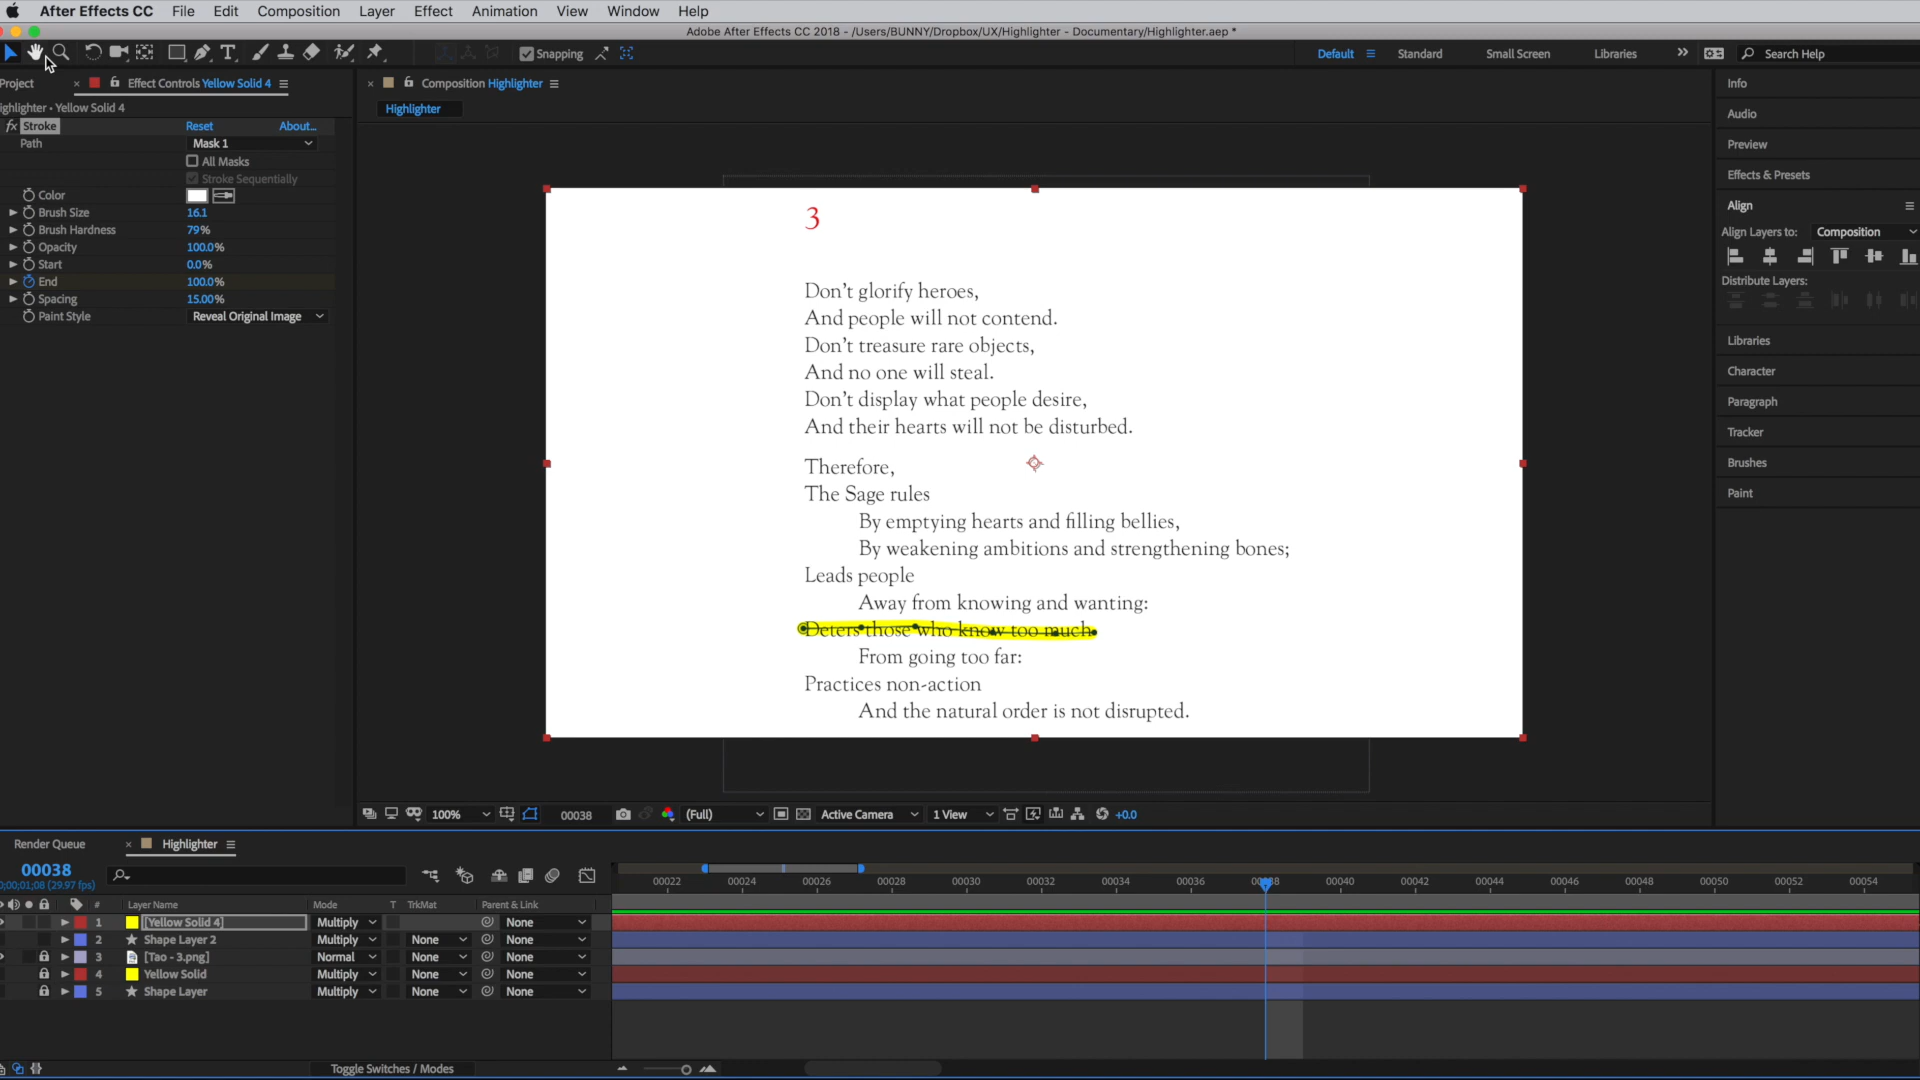 After Effects CC File Edit Composition Layer Effect Animation View Window Help
Adobe After Effects CC 2018 - /Users/BUNNY/Dropbox/UX/Highlighter - Documentary/Highlighter.aep *
Snapping Default Standard Small Screen Libraries Search Help
Project Effect Controls Yellow Solid 4
ighlighter • Yellow Solid 4
fx Stroke Reset About...
Path Mask 1
All Masks
Stroke Sequentially
Color
Brush Size 16.1
Brush Hardness 79%
Opacity 100.0%
Start 0.0%
End 100.0%
Spacing 15.00%
Paint Style Reveal Original Image
Composition Highlighter
Highlighter
3
Don't glorify heroes,
And people will not contend.
Don't treasure rare objects,
And no one will steal.
Don't display what people desire,
And their hearts will not be disturbed.
Therefore,
The Sage rules
By emptying hearts and filling bellies,
By weakening ambitions and strengthening bones;
Leads people
Away from knowing and wanting:
Deters those who know too much
From going too far:
Practices non-action
And the natural order is not disrupted.
100% 00038 (Full) Active Camera 1 View +0.0
Info
Audio
Preview
Effects & Presets
Align
Align Layers to: Composition
Distribute Layers:
Libraries
Character
Paragraph
Tracker
Brushes
Paint
Render Queue Highlighter
00038
0;00;01;08 (29.97 fps)
00022 00024 00026 00028 00030 00032 00034 00036 00038 00040 00042 00044 00046 00048 00050 00052 00054
# Layer Name Mode T TrkMat Parent & Link
1 [Yellow Solid 4] Multiply None
2 Shape Layer 2 Multiply None None
3 [Tao - 3.png] Normal None None
4 Yellow Solid Multiply None None
5 Shape Layer Multiply None None
Toggle Switches / Modes